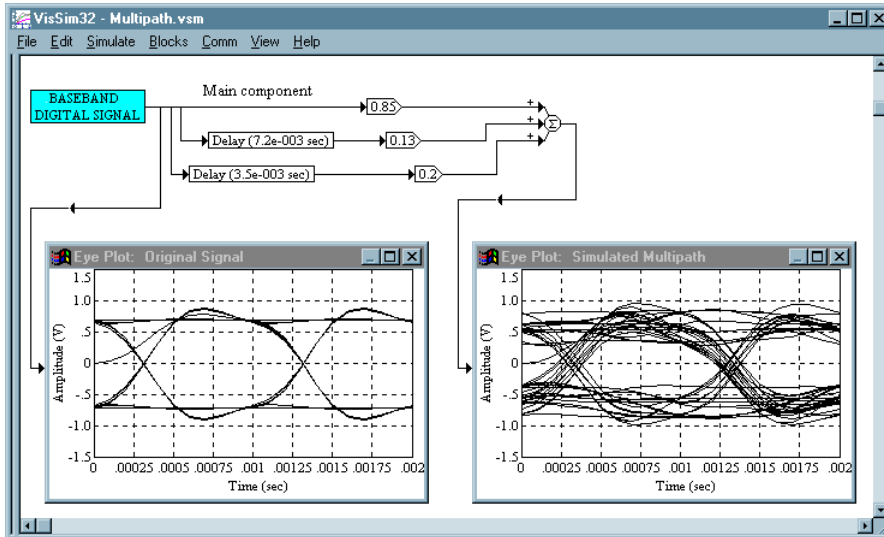 VisSim32 - Multipath.vsm
File Edit Simulate Blocks Comm View Help
BASEBAND
DIGITAL SIGNAL
Main component
0.85
Delay (7.2e-003 sec)
0.13
Delay (3.5e-003 sec)
0.2
+
+
+
Σ
Eye Plot: Original Signal
Amplitude (V)
1.5
1.0
.5
0
-.5
-1.0
-1.5
0 .00025 .0005 .00075 .001 .00125 .0015 .00175 .002
Time (sec)
Eye Plot: Simulated Multipath
Amplitude (V)
1.5
1.0
.5
0
-.5
-1.0
-1.5
0 .00025 .0005 .00075 .001 .00125 .0015 .00175 .002
Time (sec)